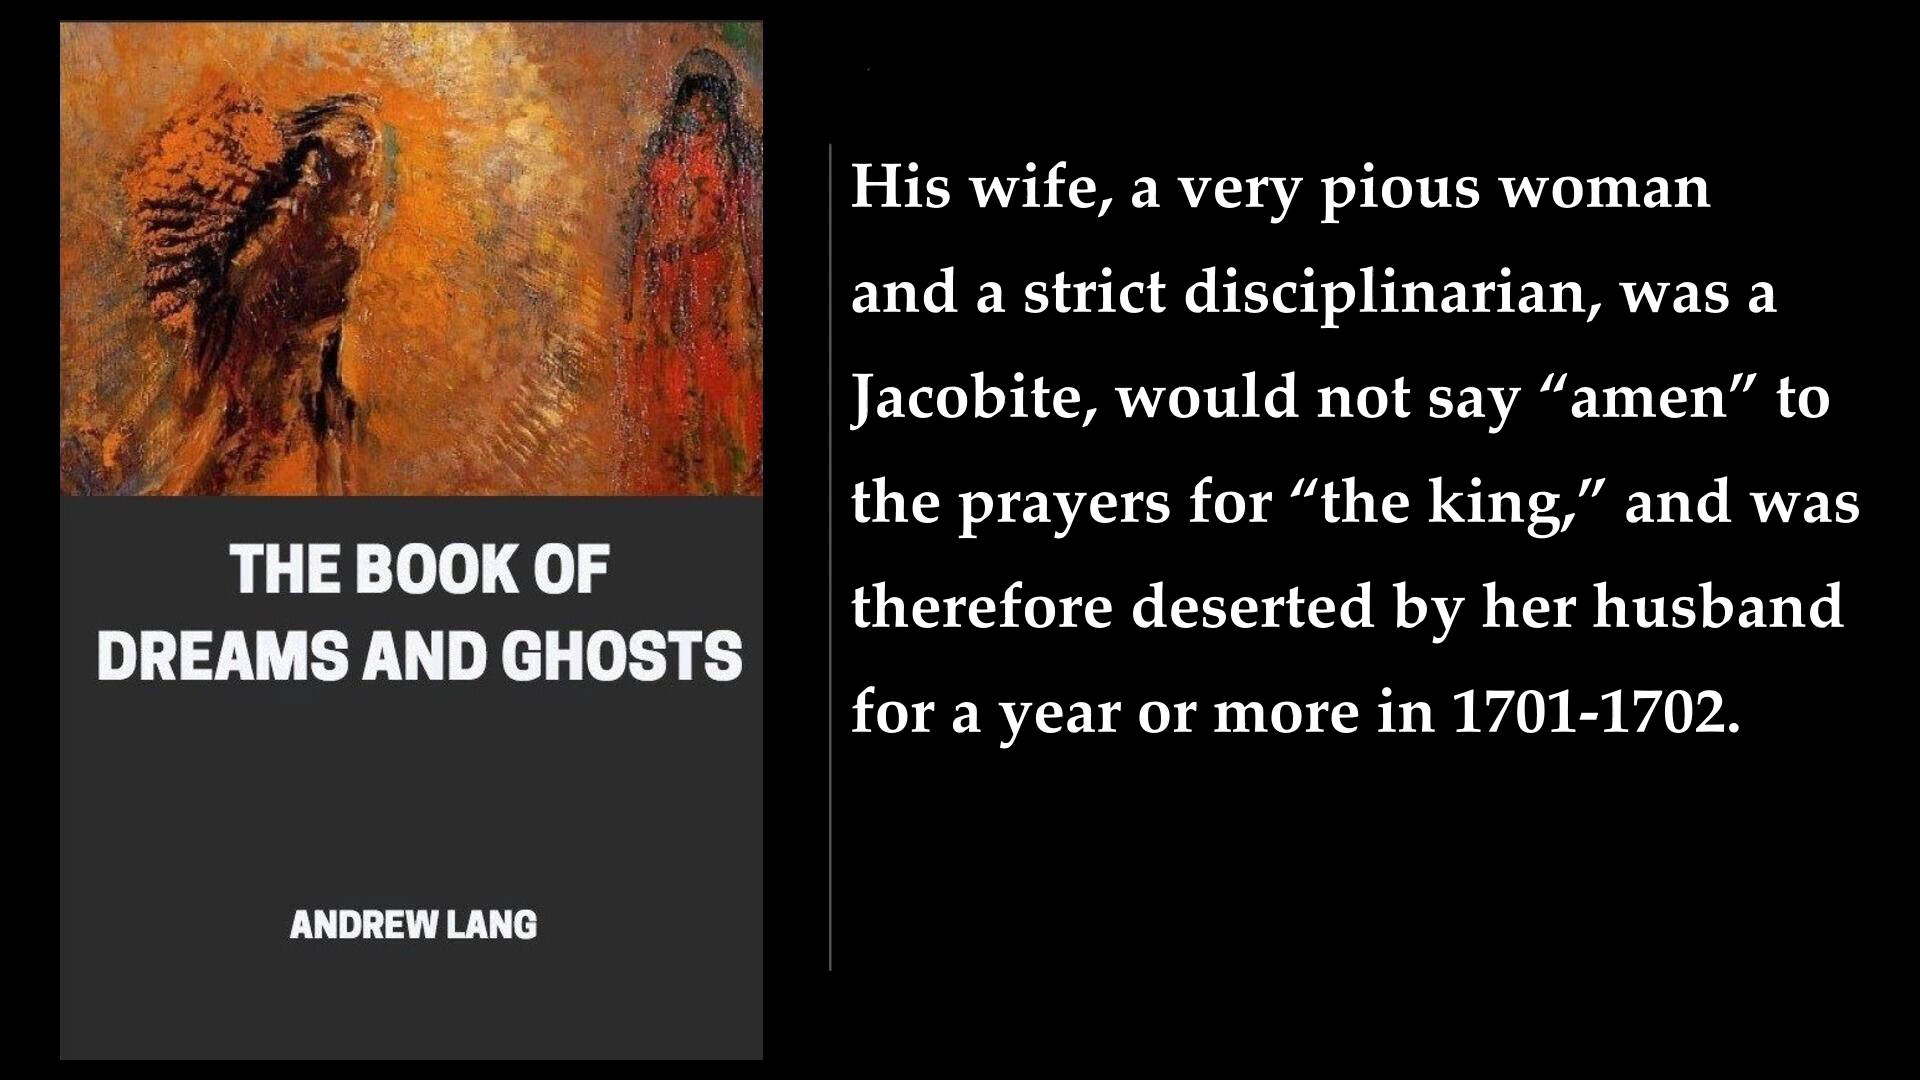 THE BOOK OF
DREAMS AND GHOSTS
ANDREW LANG
His wife, a very pious woman
and a strict disciplinarian, was a
Jacobite, would not say “amen” to
the prayers for “the king,” and was
therefore deserted by her husband
for a year or more in 1701-1702.